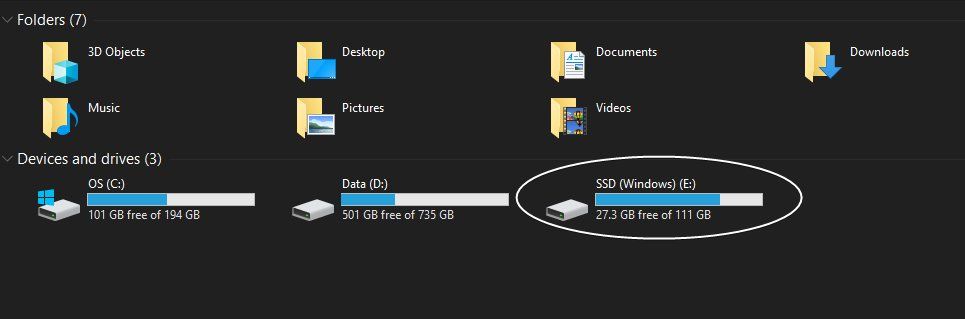 Folders (7)
3D Objects
Desktop
Documents
Downloads
Music
Pictures
Videos
Devices and drives (3)
OS (C:)
101 GB free of 194 GB
Data (D:)
501 GB free of 735 GB
SSD (Windows) (E:)
27.3 GB free of 111 GB